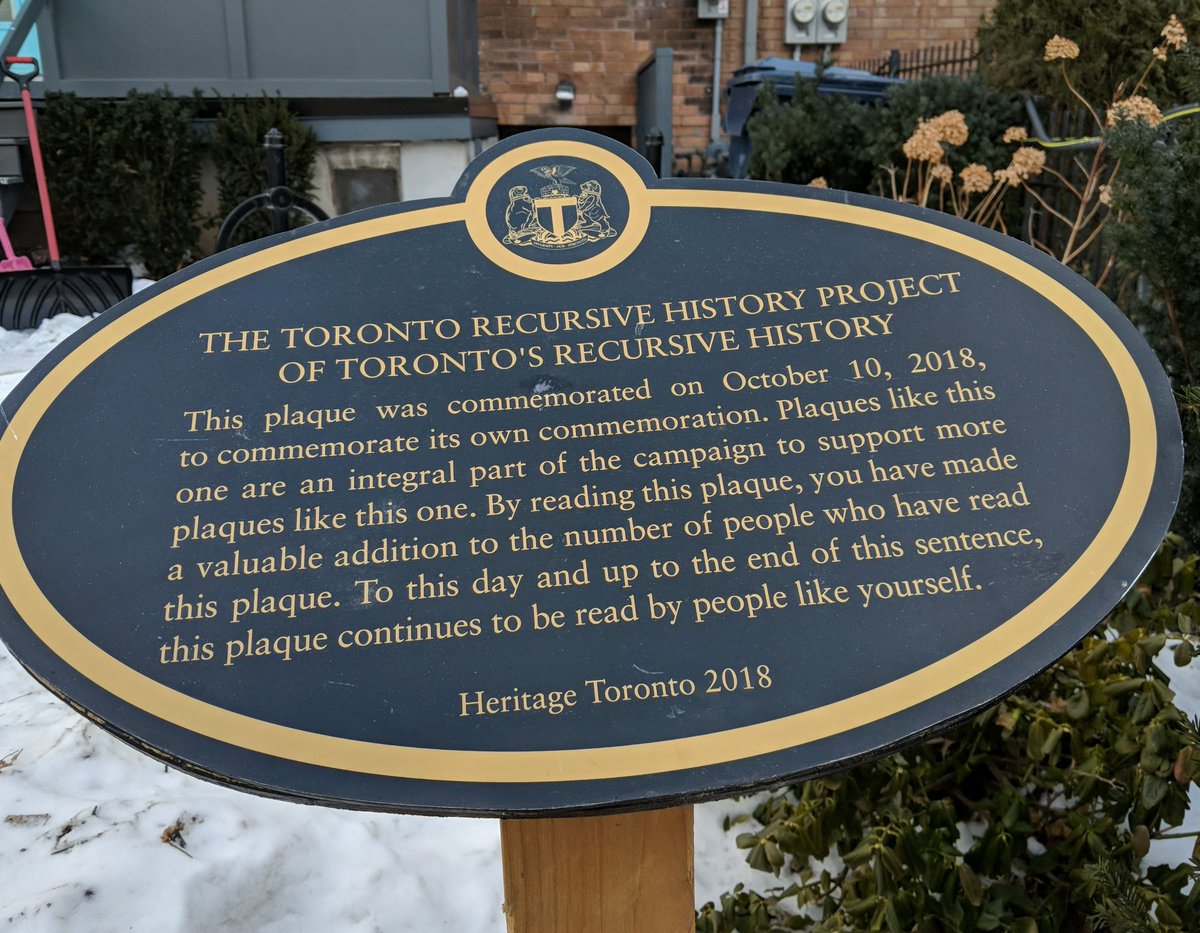 DIVERSITY · OUR · STRENGTH
THE TORONTO RECURSIVE HISTORY PROJECT
OF TORONTO'S RECURSIVE HISTORY
This plaque was commemorated on October 10, 2018,
to commemorate its own commemoration. Plaques like this
one are an integral part of the campaign to support more
plaques like this one. By reading this plaque, you have made
a valuable addition to the number of people who have read
this plaque. To this day and up to the end of this sentence,
this plaque continues to be read by people like yourself.
Heritage Toronto 2018